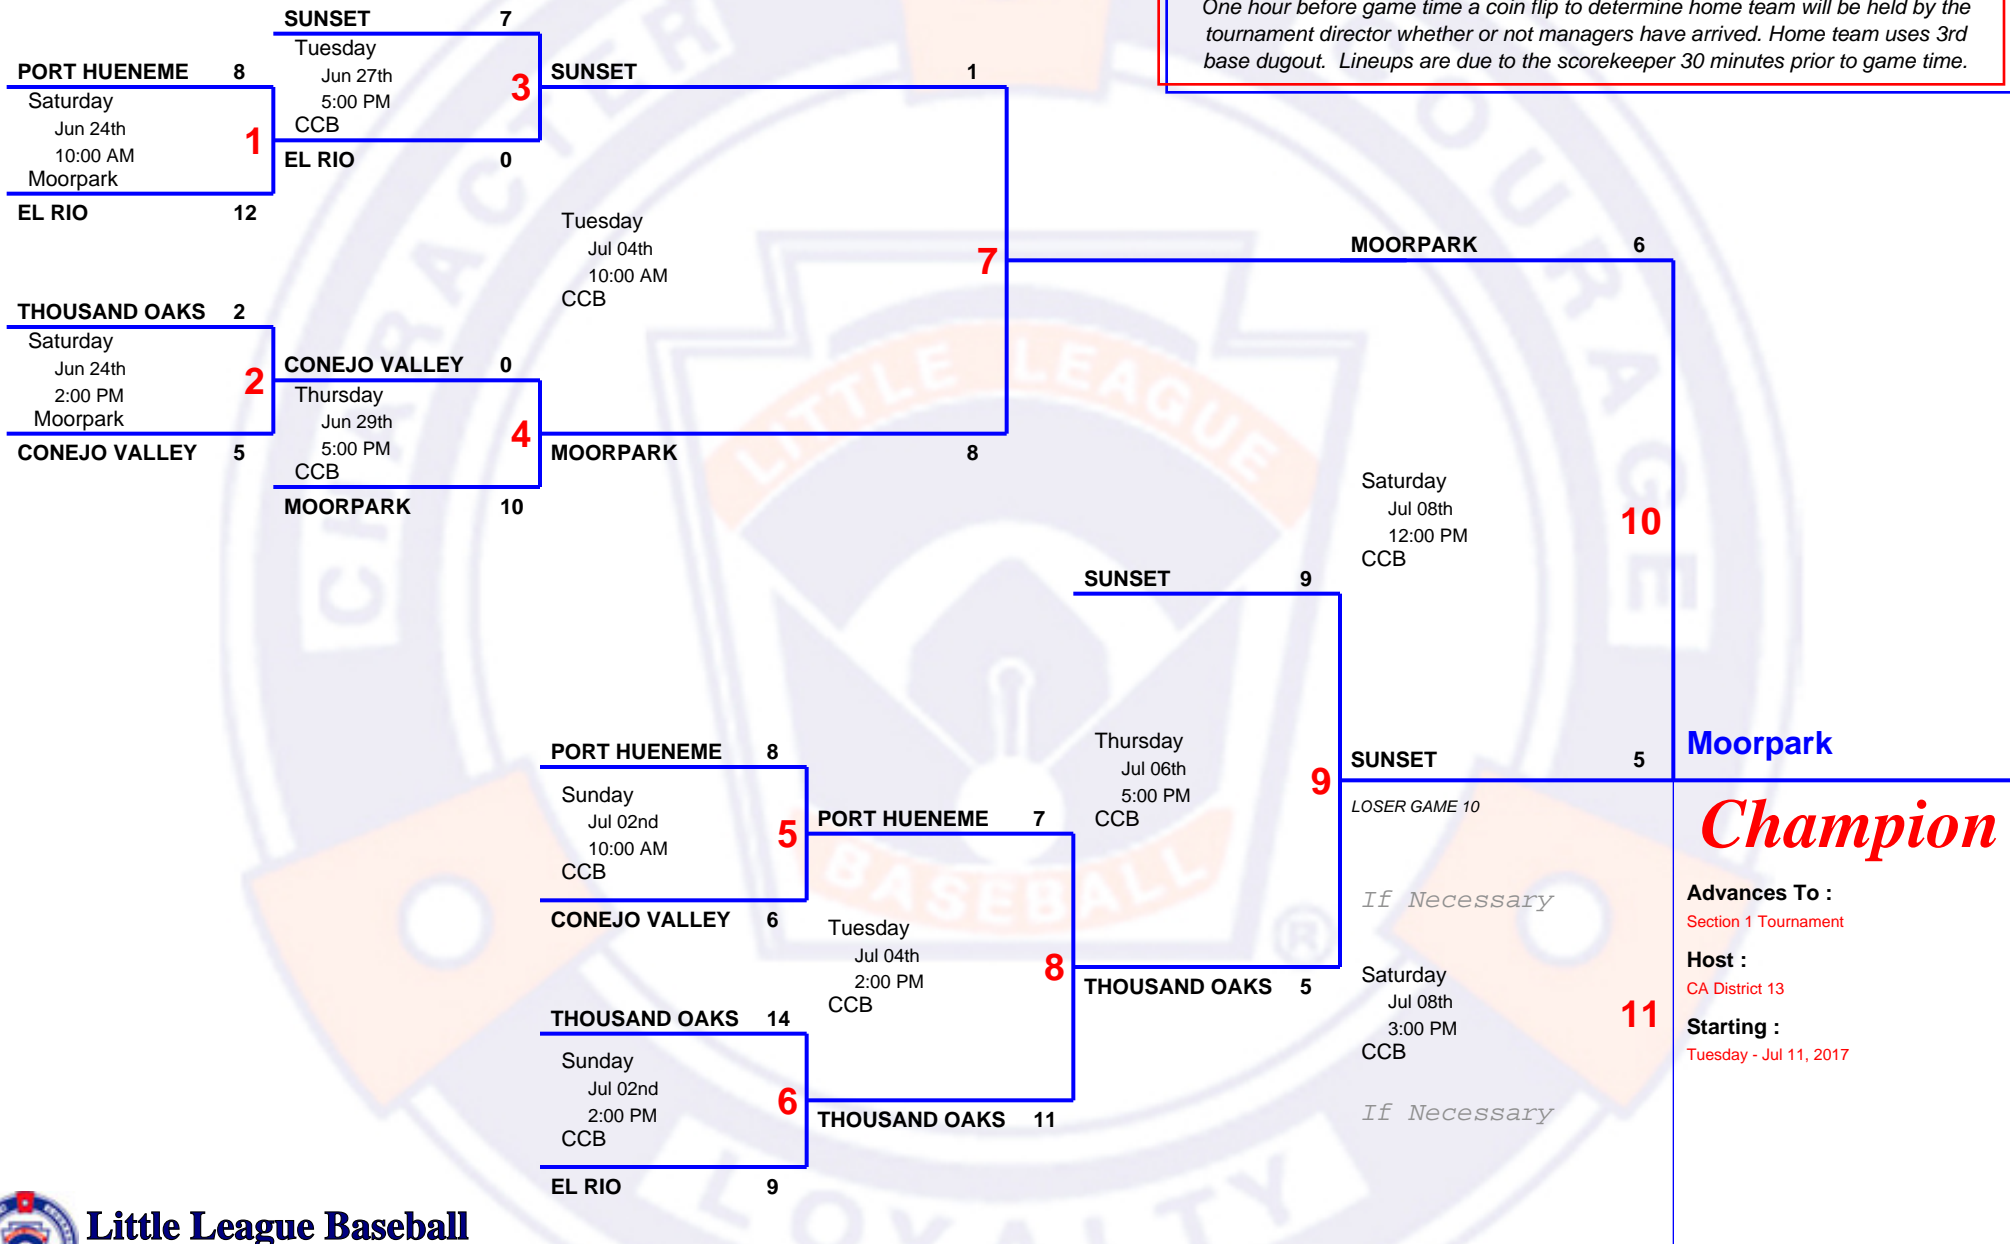 One hour before game time a coin flip to determine home team will be held by the
tournament director whether or not managers have arrived. Home team uses 3rd
base dugout.  Lineups are due to the scorekeeper 30 minutes prior to game time.
SUNSET 7
Tuesday
Jun 27th
5:00 PM
CCB
3
EL RIO 0
PORT HUENEME 8
Saturday
Jun 24th
10:00 AM
Moorpark
1
EL RIO 12
SUNSET 1
Tuesday
Jul 04th
10:00 AM
CCB
7
MOORPARK 8
THOUSAND OAKS 2
Saturday
Jun 24th
2:00 PM
Moorpark
2
CONEJO VALLEY 5
CONEJO VALLEY 0
Thursday
Jun 29th
5:00 PM
CCB
4
MOORPARK 10
MOORPARK 6
Saturday
Jul 08th
12:00 PM
CCB
10
SUNSET 9
Thursday
Jul 06th
5:00 PM
CCB
9
THOUSAND OAKS 5
PORT HUENEME 8
Sunday
Jul 02nd
10:00 AM
CCB
5
CONEJO VALLEY 6
PORT HUENEME 7
Tuesday
Jul 04th
2:00 PM
CCB
8
THOUSAND OAKS 11
THOUSAND OAKS 14
Sunday
Jul 02nd
2:00 PM
CCB
6
EL RIO 9
SUNSET 5
LOSER GAME 10
If Necessary
Saturday
Jul 08th
3:00 PM
CCB
11
If Necessary
Moorpark
Champion
Advances To :
Section 1 Tournament
Host :
CA District 13
Starting :
Tuesday - Jul 11, 2017
CHARACTER
COURAGE
LOYALTY
LITTLE LEAGUE
BASEBALL
®
Little League Baseball